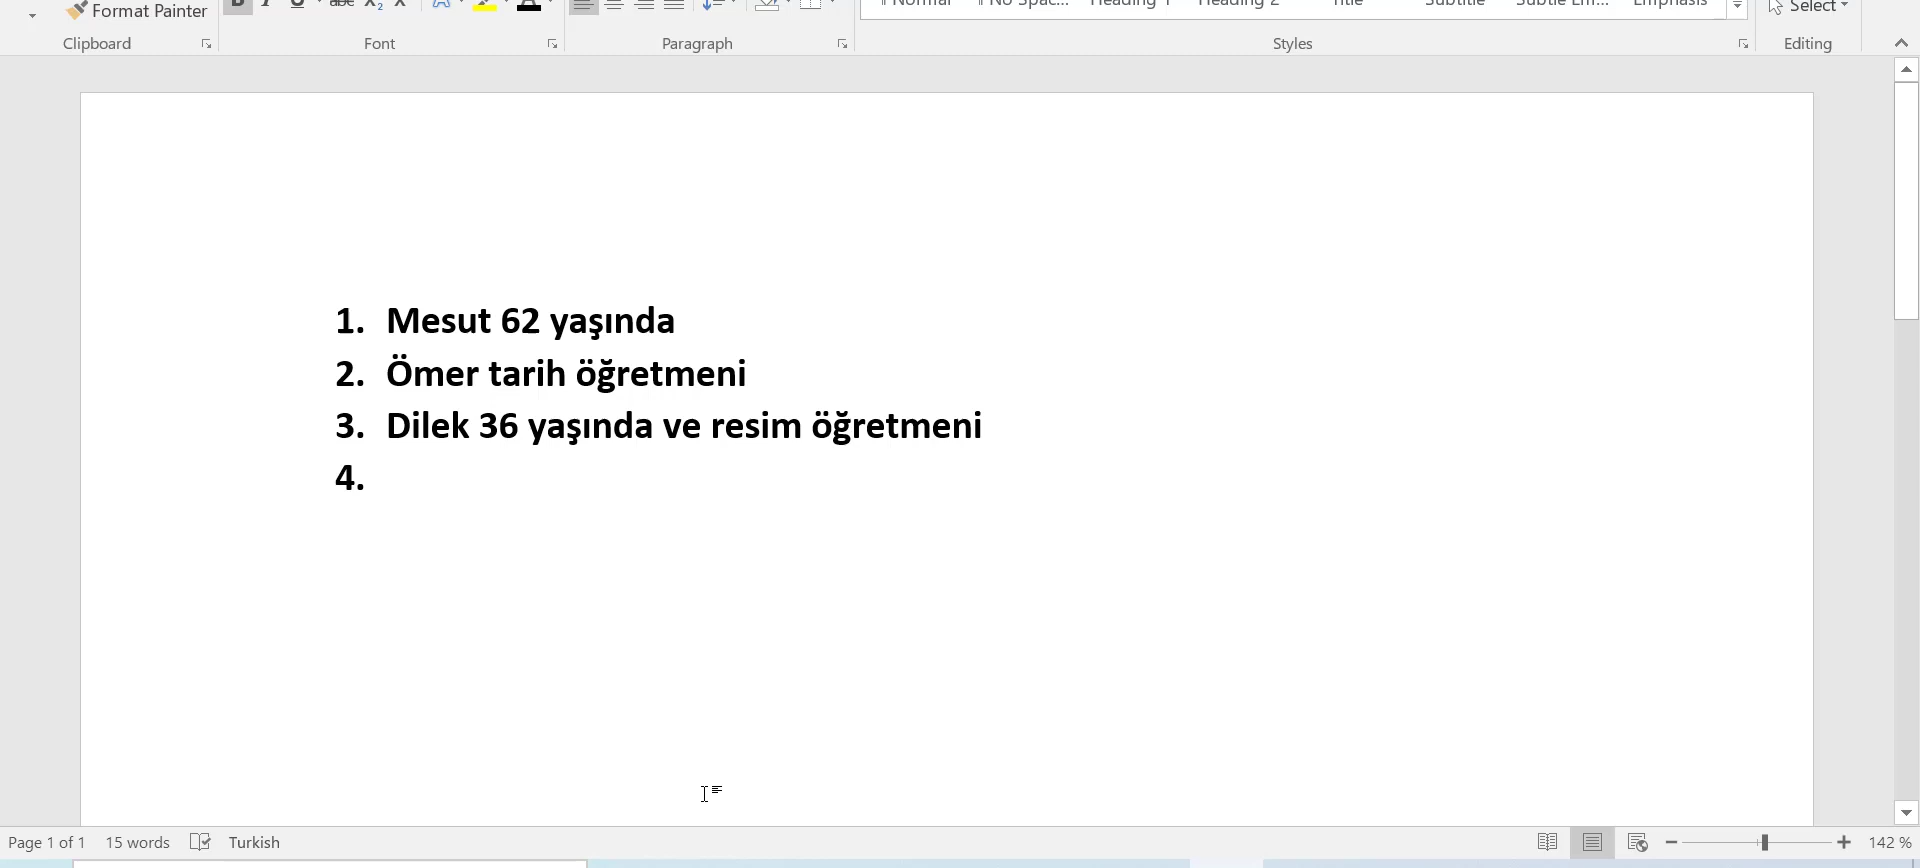 Format Painter
Select
Clipboard
Font
Paragraph
Styles
Editing
1. Mesut 62 yaşında
2. Ömer tarih öğretmeni
3. Dilek 36 yaşında ve resim öğretmeni
4.
Page 1 of 1 15 words Turkish 142 %